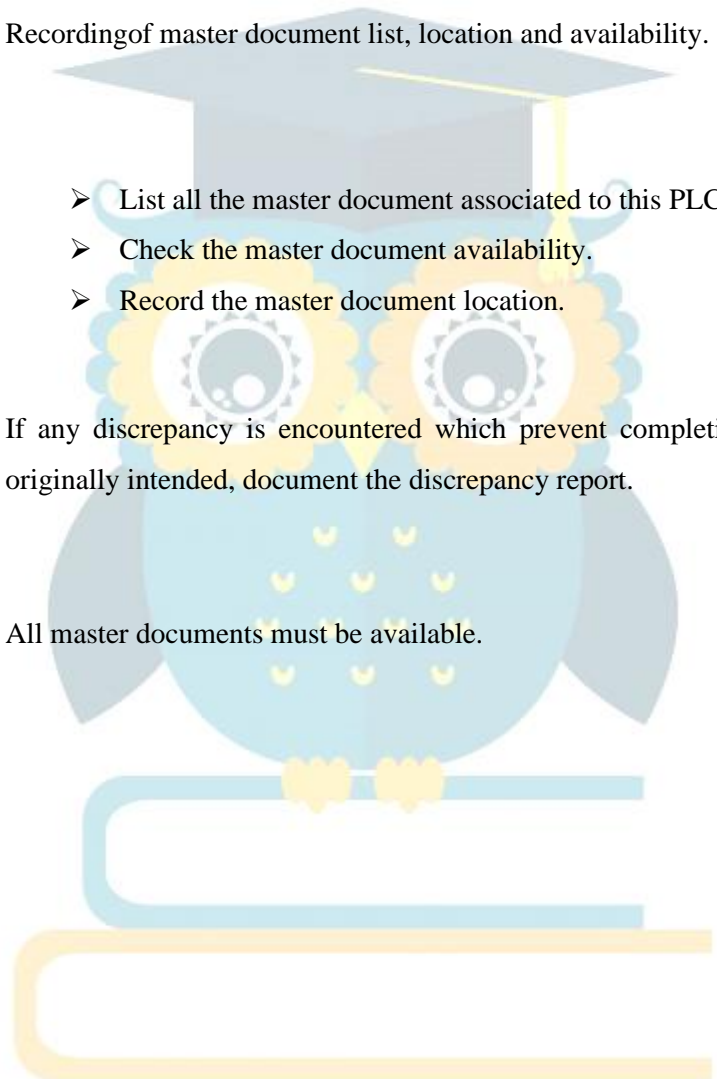 Recordingof master document list, location and availability.
➢ List all the master document associated to this PLC
➢ Check the master document availability.
➢ Record the master document location.
If any discrepancy is encountered which prevent
originally intended, document the discrepancy report.
All master documents must be available.